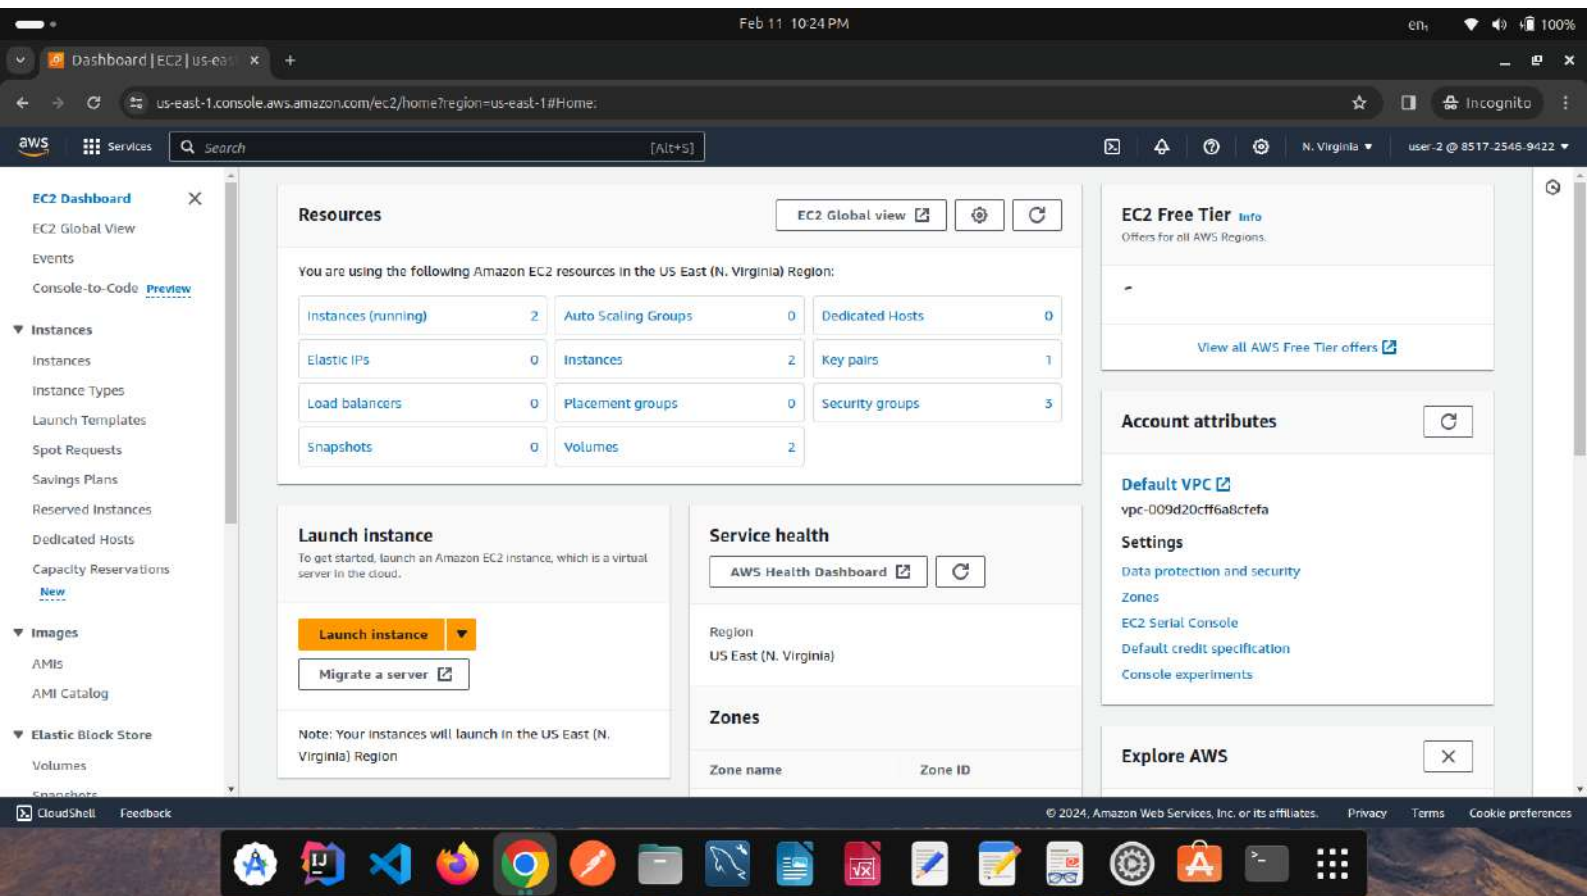 Feb 11 10:24 PM
en₁
100%
Dashboard | EC2 | us-eas
us-east-1.console.aws.amazon.com/ec2/home?region=us-east-1#Home:
Incognito
aws
Services
Search
[Alt+S]
N. Virginia
user-2 @ 8517-2546-9422
EC2 Dashboard
EC2 Global View
Events
Console-to-Code Preview
Instances
Instances
Instance Types
Launch Templates
Spot Requests
Savings Plans
Reserved Instances
Dedicated Hosts
Capacity Reservations
New
Images
AMIs
AMI Catalog
Elastic Block Store
Volumes
Snapshots
Resources
EC2 Global view
You are using the following Amazon EC2 resources in the US East (N. Virginia) Region:
Instances (running) 2
Auto Scaling Groups 0
Dedicated Hosts 0
Elastic IPs 0
Instances 2
Key pairs 1
Load balancers 0
Placement groups 0
Security groups 3
Snapshots 0
Volumes 2
Launch instance
To get started, launch an Amazon EC2 instance, which is a virtual
server in the cloud.
Launch instance
Migrate a server
Note: Your instances will launch in the US East (N.
Virginia) Region
Service health
AWS Health Dashboard
Region
US East (N. Virginia)
Zones
Zone name
Zone ID
EC2 Free Tier Info
Offers for all AWS Regions.
-
View all AWS Free Tier offers
Account attributes
Default VPC
vpc-009d20cff6a8cfefa
Settings
Data protection and security
Zones
EC2 Serial Console
Default credit specification
Console experiments
Explore AWS
CloudShell
Feedback
© 2024, Amazon Web Services, Inc. or its affiliates.
Privacy
Terms
Cookie preferences